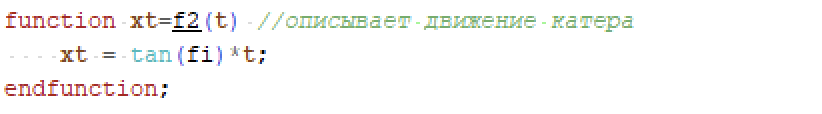 function xt=f2(t) //описывает движение катера
xt = tan(fi)*t;
endfunction;